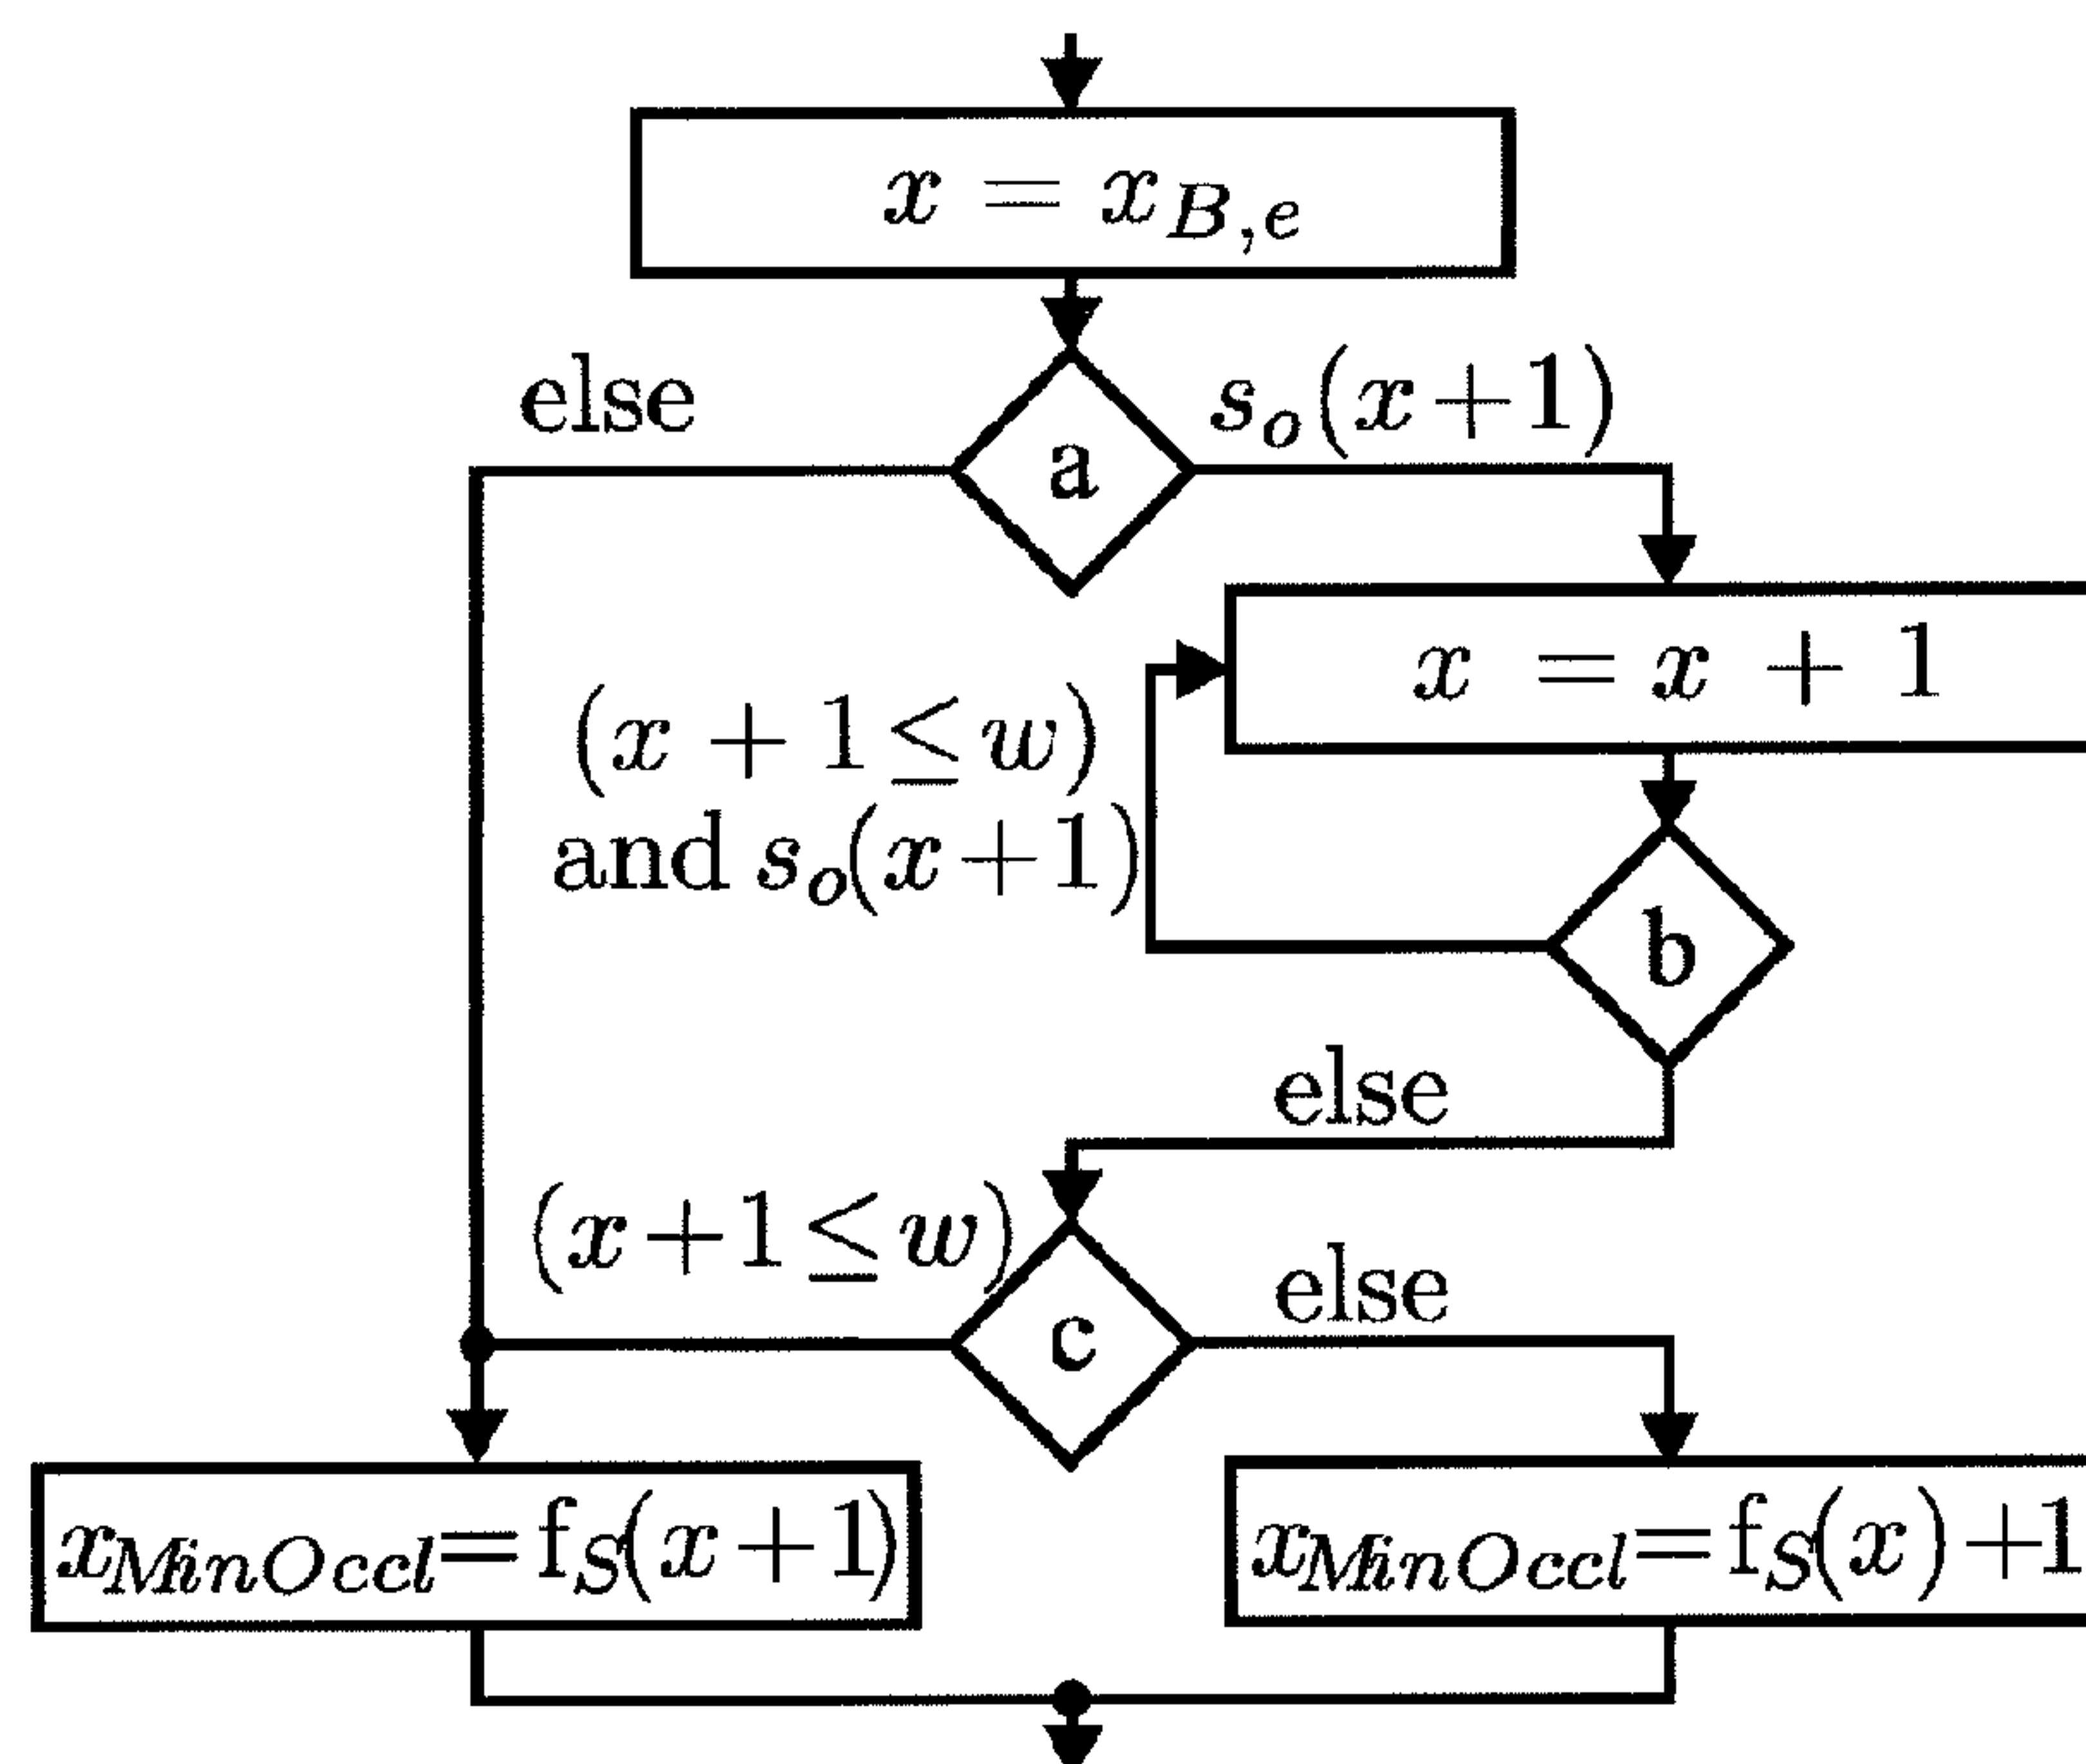 x = x_{B,e}
else
s_o(x+1)
a
x = x + 1
(x + 1 ≤ w)
and s_o(x+1)
b
else
(x+1 ≤ w)
else
c
x_{MinOccl}=f_S(x+1)
x_{MinOccl}=f_S(x)+1